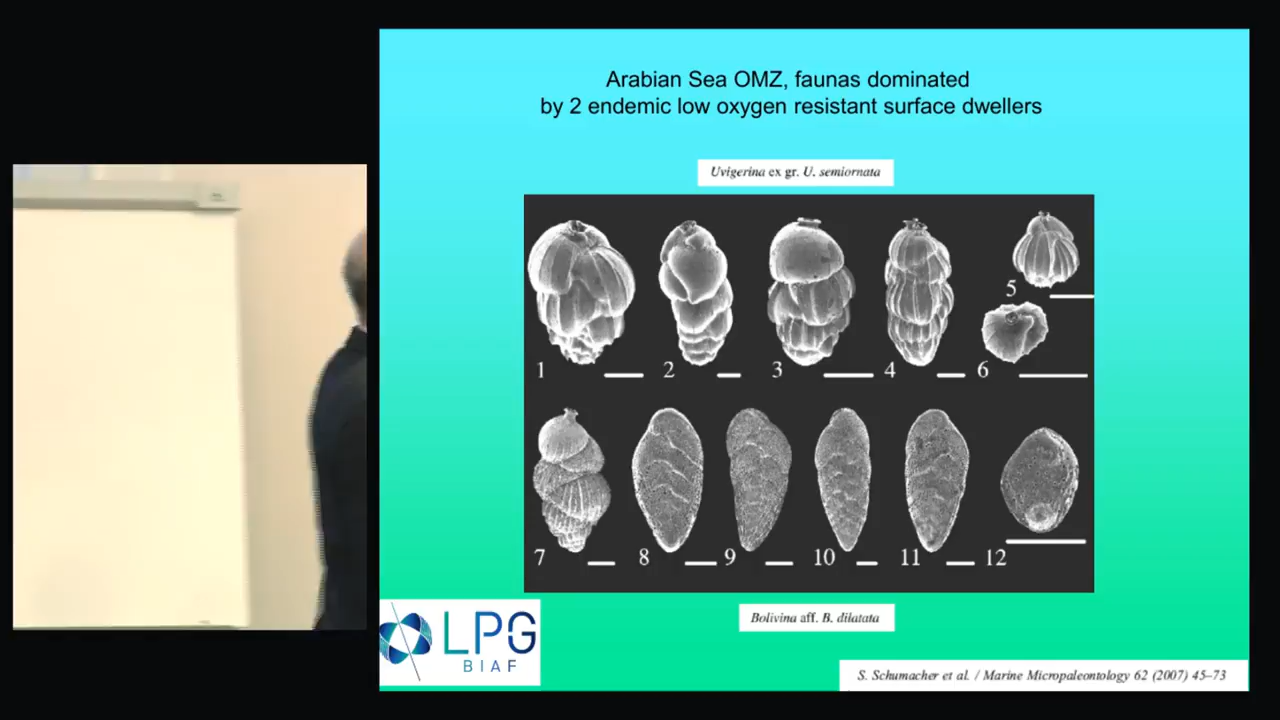 Arabian Sea OMZ, faunas dominated
by 2 endemic low oxygen resistant surface dwellers
Uvigerina ex gr. U. semiornata
1 2 3 4 5 6
7 8 9 10 11 12
Bolivina aff. B. dilatata
LPG
BIAF
S. Schumacher et al. / Marine Micropaleontology 62 (2007) 45–73